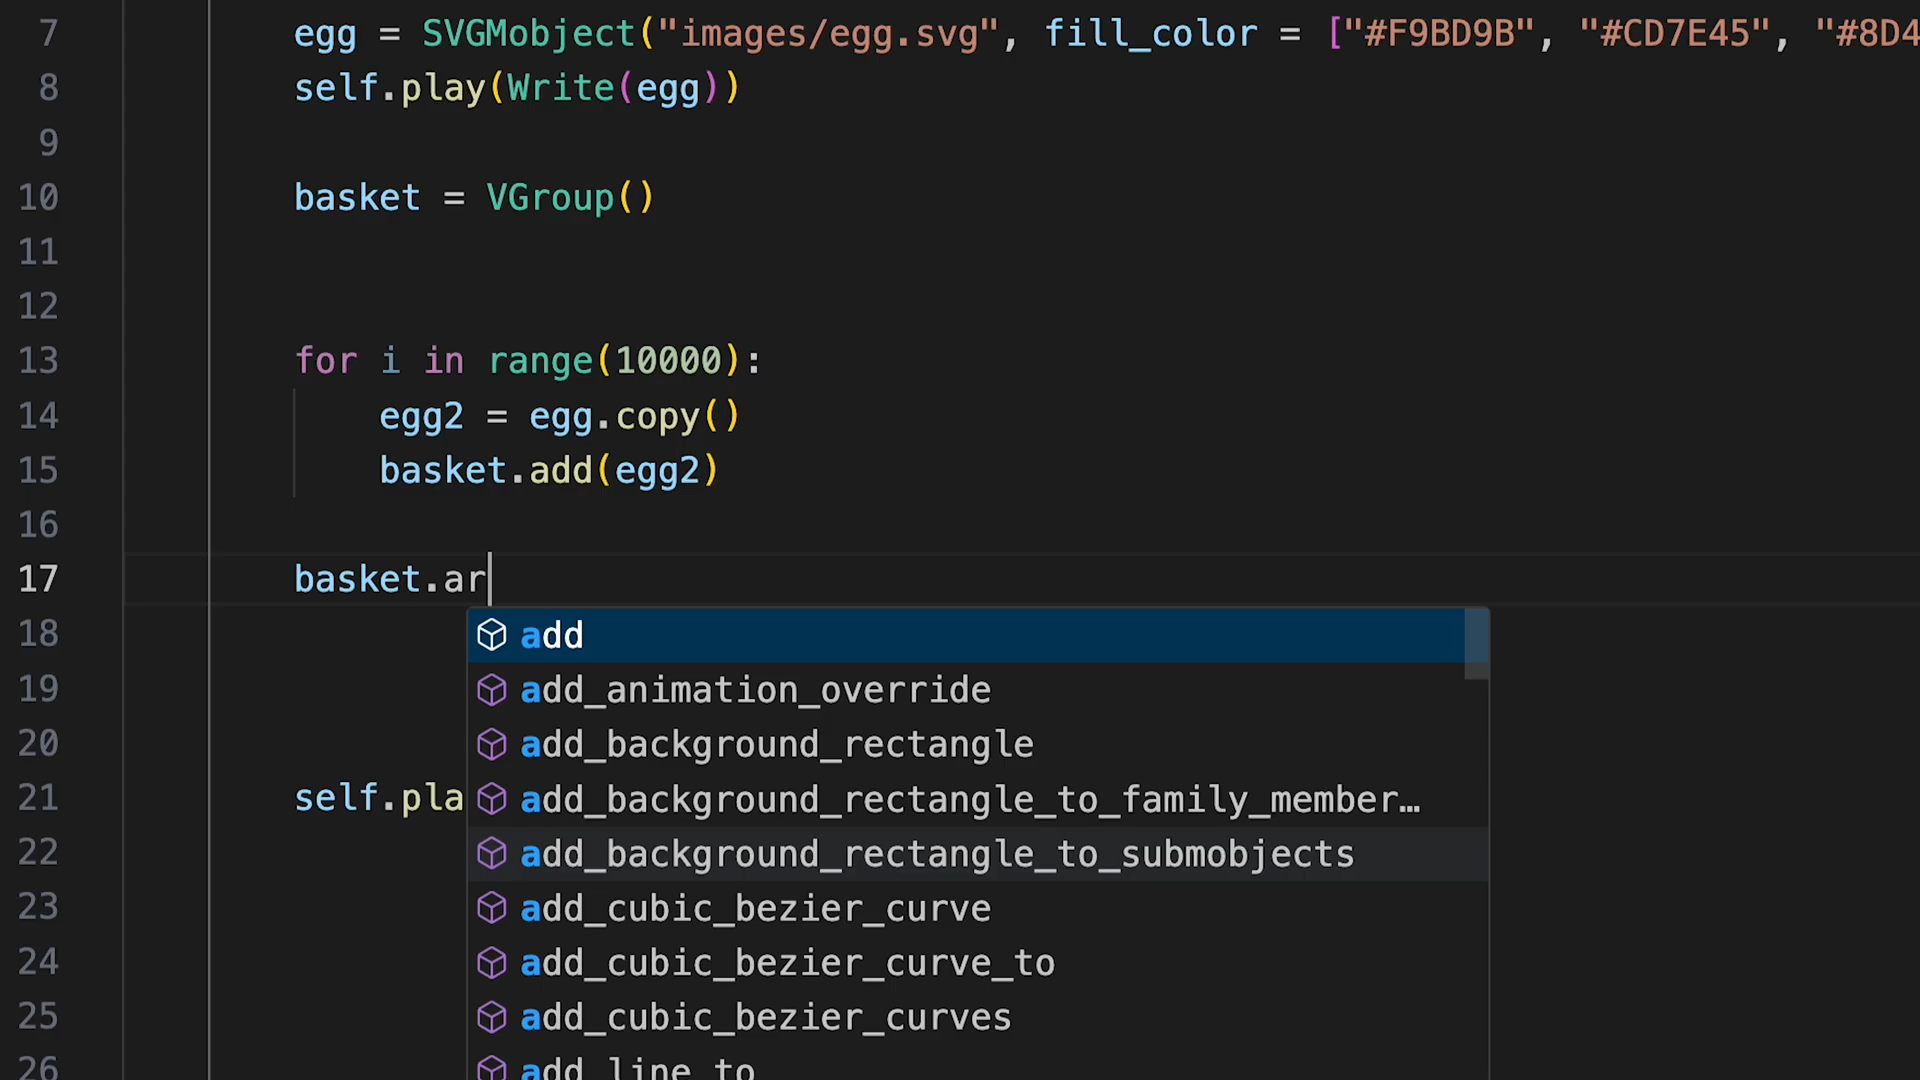 7 egg = SVGMobject("images/egg.svg", fill_color = ["#F9BD9B", "#CD7E45", "#8D4
8 self.play(Write(egg))
9
10 basket = VGroup()
11
12
13 for i in range(10000):
14 egg2 = egg.copy()
15 basket.add(egg2)
16
17 basket.ar
add
18
add_animation_override
19
add_background_rectangle
20
21 self.pla
add_background_rectangle_to_family_member…
22
add_background_rectangle_to_submobjects
23
add_cubic_bezier_curve
24
add_cubic_bezier_curve_to
25
add_cubic_bezier_curves
26
add_line_to